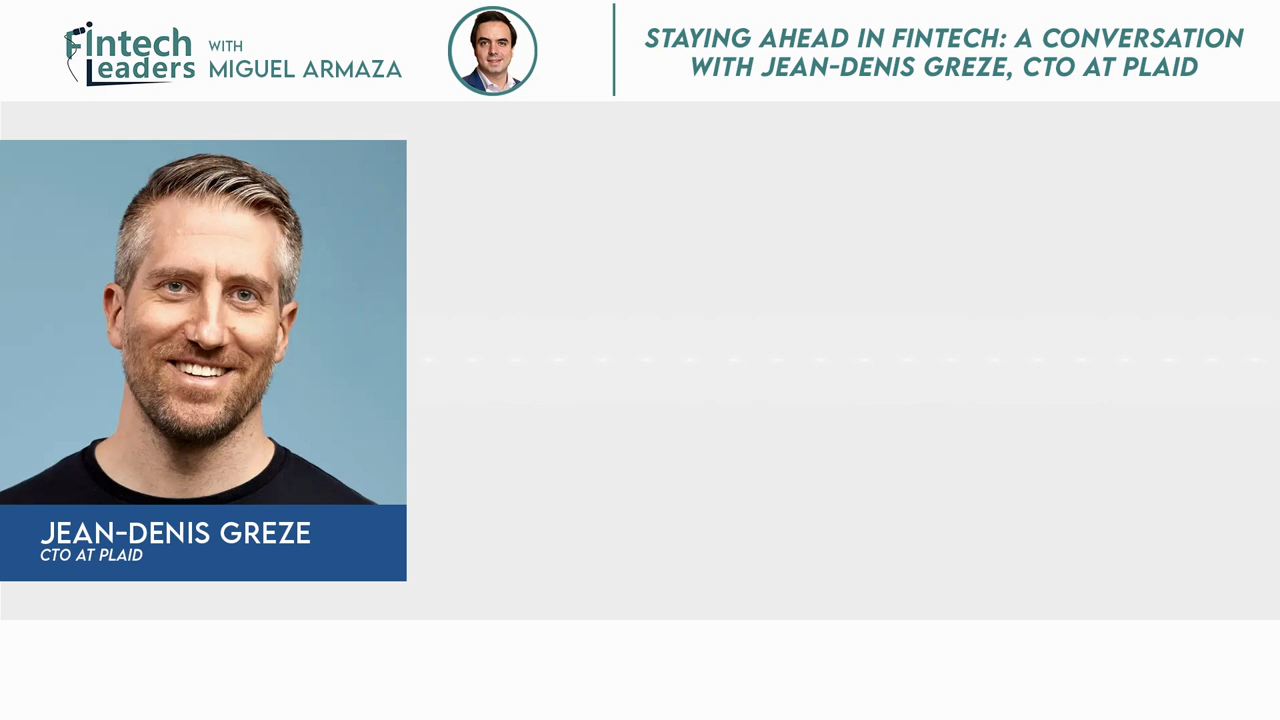 Fintech
Leaders
WITH
MIGUEL ARMAZA
STAYING AHEAD IN FINTECH: A CONVERSATION
WITH JEAN-DENIS GREZE, CTO AT PLAID
JEAN-DENIS GREZE
CTO AT PLAID